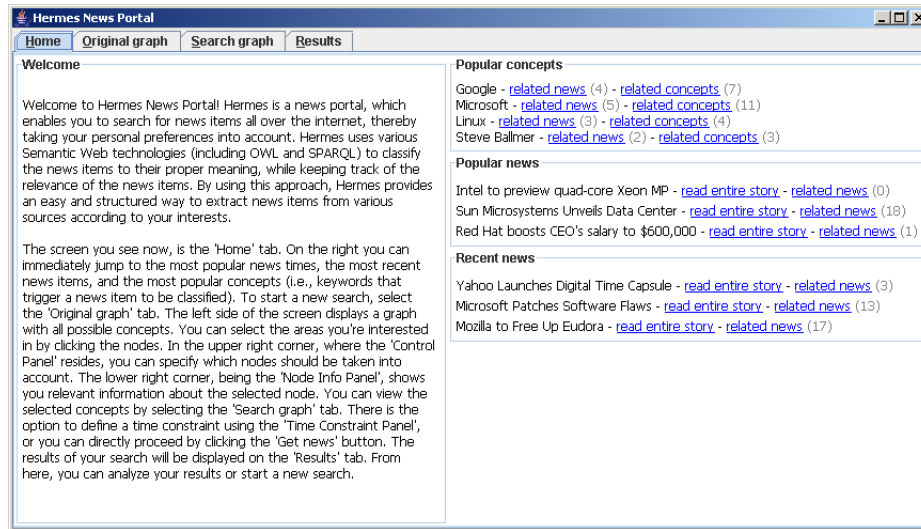 Hermes News Portal
Home Original graph Search graph Results
Welcome
Welcome to Hermes News Portal! Hermes is a news portal, which
enables you to search for news items all over the internet, thereby
taking your personal preferences into account. Hermes uses various
Semantic Web technologies (including OWL and SPARQL) to classify
the news items to their proper meaning, while keeping track of the
relevance of the news items. By using this approach, Hermes provides
an easy and structured way to extract news items from various
sources according to your interests.
The screen you see now, is the 'Home' tab. On the right you can
immediately jump to the most popular news times, the most recent
news items, and the most popular concepts (i.e., keywords that
trigger a news item to be classified). To start a new search, select
the 'Original graph' tab. The left side of the screen displays a graph
with all possible concepts. You can select the areas you're interested
in by clicking the nodes. In the upper right corner, where the 'Control
Panel' resides, you can specify which nodes should be taken into
account. The lower right corner, being the 'Node Info Panel', shows
you relevant information about the selected node. You can view the
selected concepts by selecting the 'Search graph' tab. There is the
option to define a time constraint using the 'Time Constraint Panel',
or you can directly proceed by clicking the 'Get news' button. The
results of your search will be displayed on the 'Results' tab. From
here, you can analyze your results or start a new search.
Popular concepts
Google - related news (4) - related concepts (7)
Microsoft - related news (5) - related concepts (11)
Linux - related news (3) - related concepts (4)
Steve Ballmer - related news (2) - related concepts (3)
Popular news
Intel to preview quad-core Xeon MP - read entire story - related news (0)
Sun Microsystems Unveils Data Center - read entire story - related news (18)
Red Hat boosts CEO's salary to $600,000 - read entire story - related news (1)
Recent news
Yahoo Launches Digital Time Capsule - read entire story - related news (3)
Microsoft Patches Software Flaws - read entire story - related news (13)
Mozilla to Free Up Eudora - read entire story - related news (17)